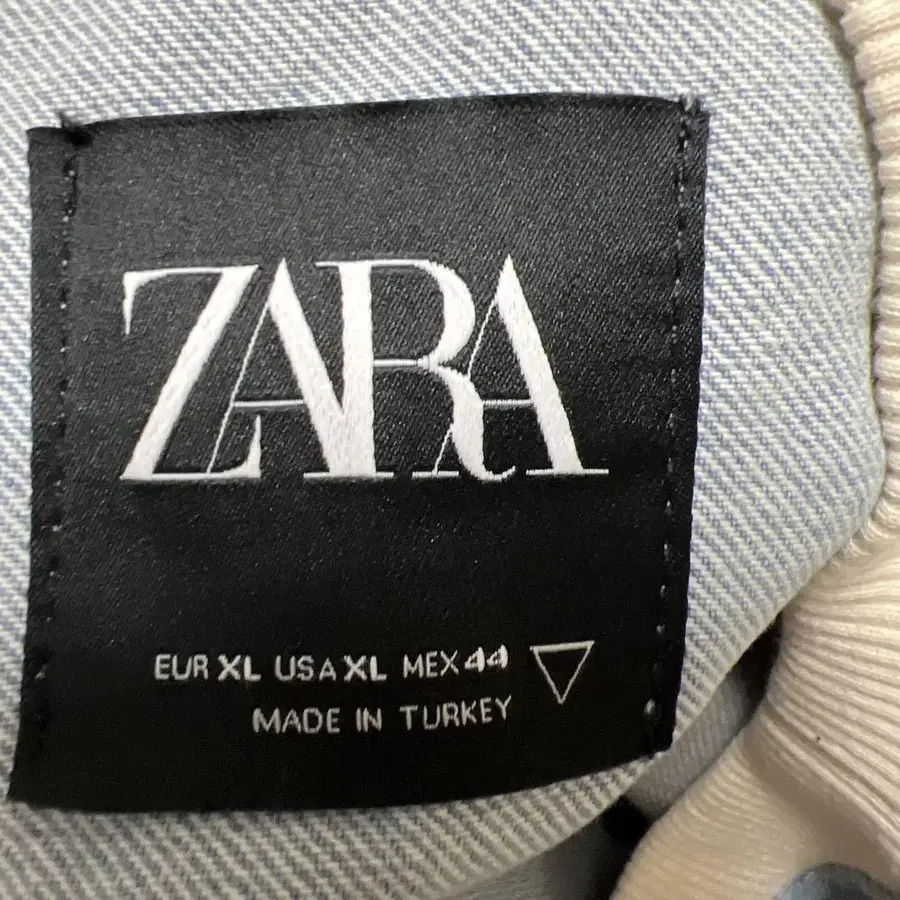 ZARA
EUR XL USA XL MEX 44
MADE IN TURKEY